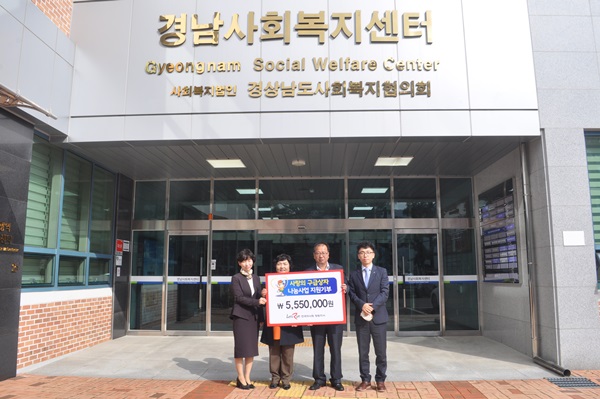 경남사회복지센터
Gyeongnam Social Welfare Center
사회복지법인 경상남도사회복지협의회
사랑의 구급상자
나눔사업 지원기부
₩ 5,550,000원